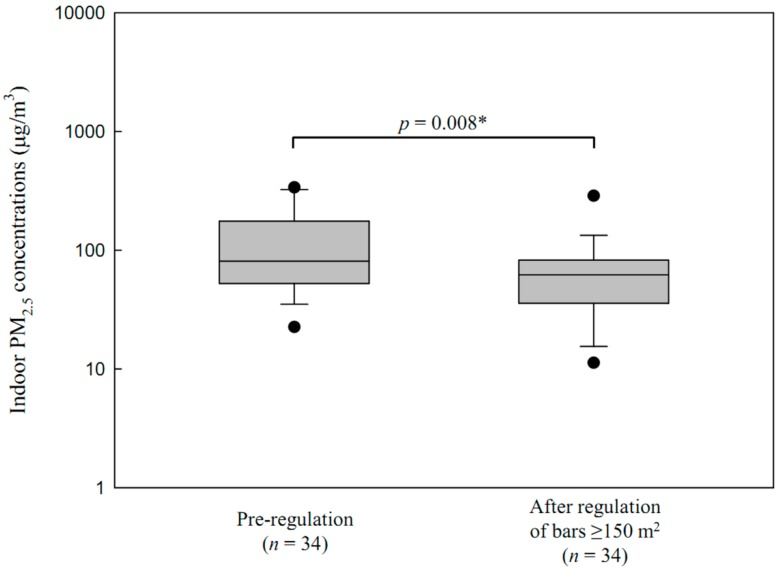 10000
1000
100
10
1
Indoor PM2.5 concentrations (μg/m3)
p = 0.008*
Pre-regulation
(n = 34)
After regulation
of bars ≥150 m2
(n = 34)